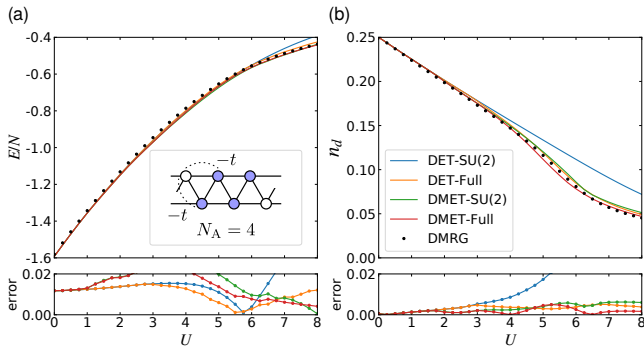 (a)
(b)
−0.4
−0.6
−0.8
−1.0
−1.2
−1.4
−1.6
E/N
−t
−t
N_A = 4
0.02
0.00
error
0 1 2 3 4 5 6 7 8
U
0.25
0.20
0.15
0.10
0.05
0.00
n_d
DET-SU(2)
DET-Full
DMET-SU(2)
DMET-Full
DMRG
0.02
0.00
error
0 1 2 3 4 5 6 7 8
U